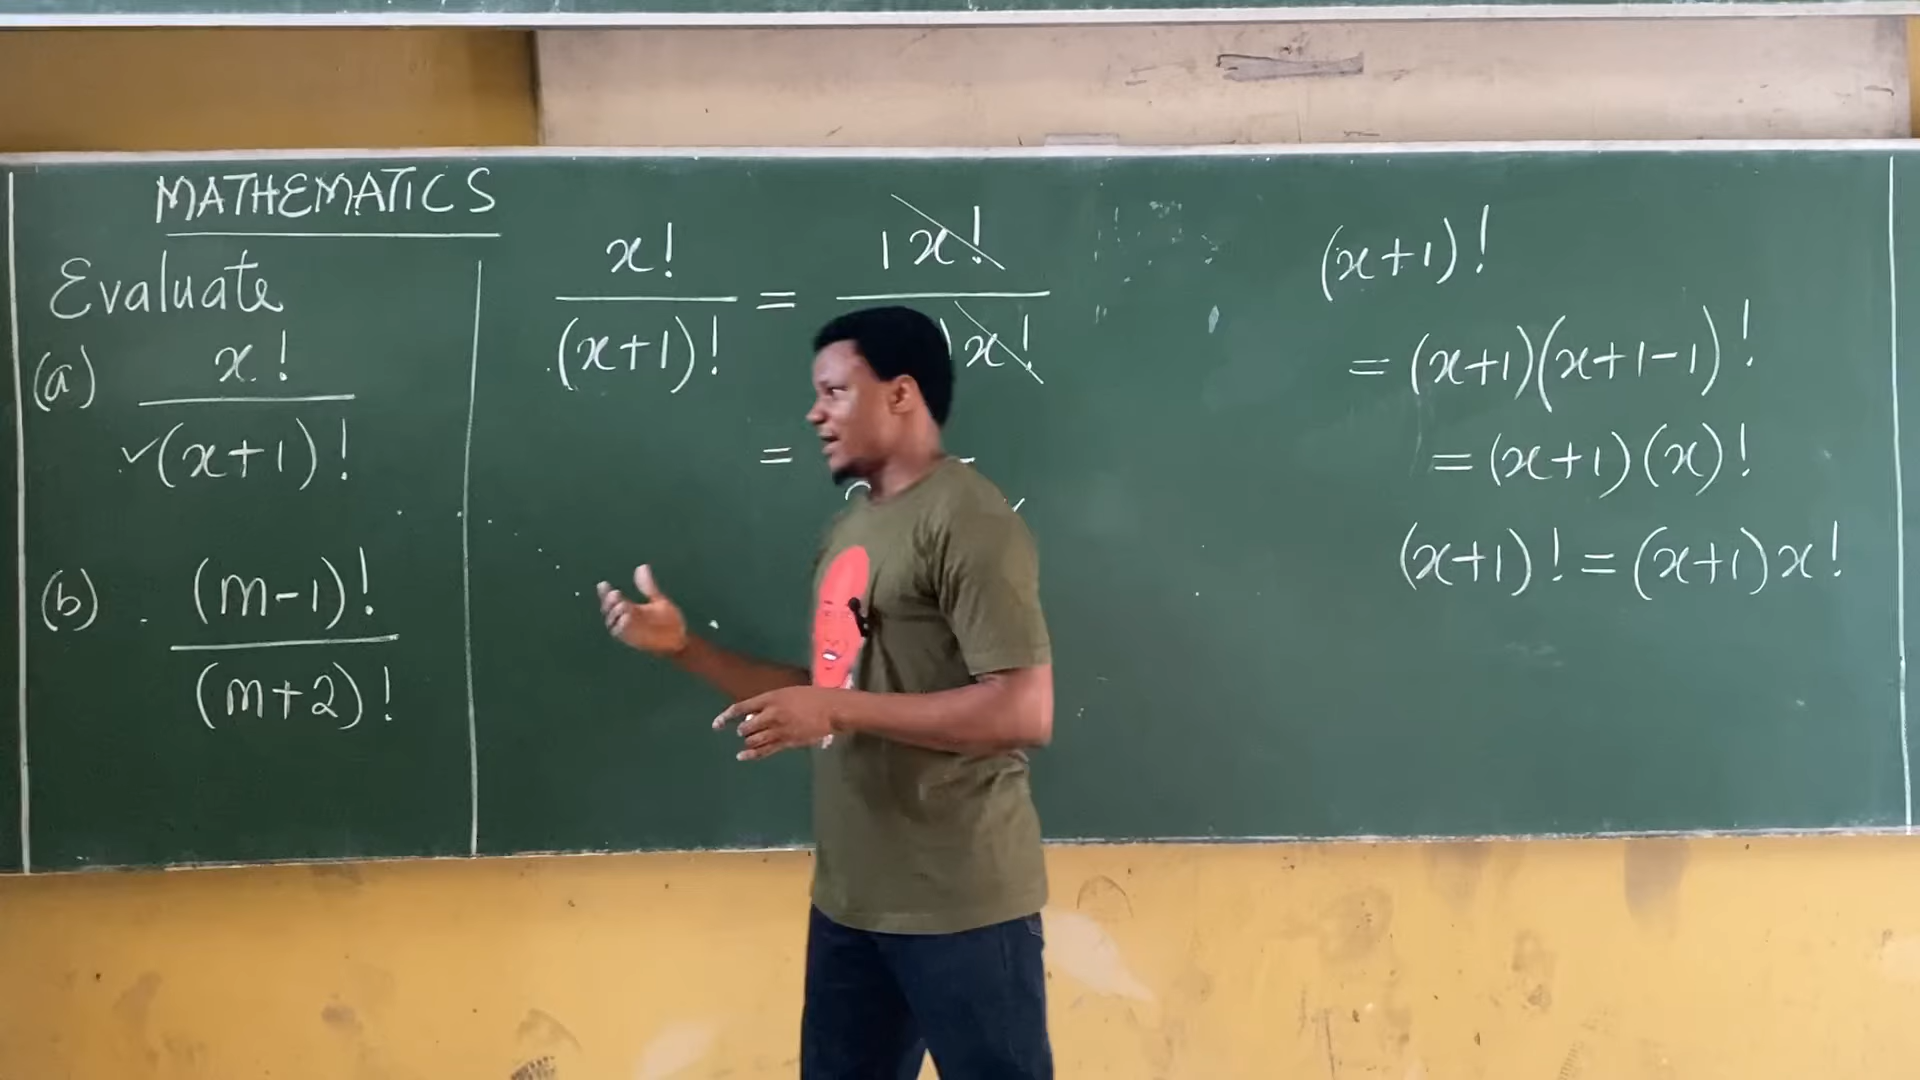 MATHEMATICS
Evaluate
(a) x!
✓(x+1)!
(b) (m-1)!
(m+2)!
x! = 1x!
(x+1)! )x!
=
(x+1)!
=(x+1)(x+1-1)!
=(x+1)(x)!
(x+1)!=(x+1)x!